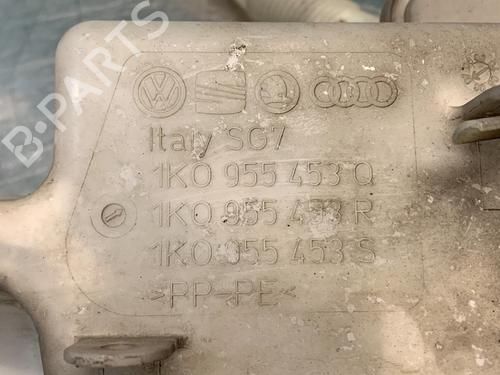 B-PARTS
Italy SG7
1K0 955 453 Q
1K0 955 453 R
1K0 955 453 S
>PP-PE<